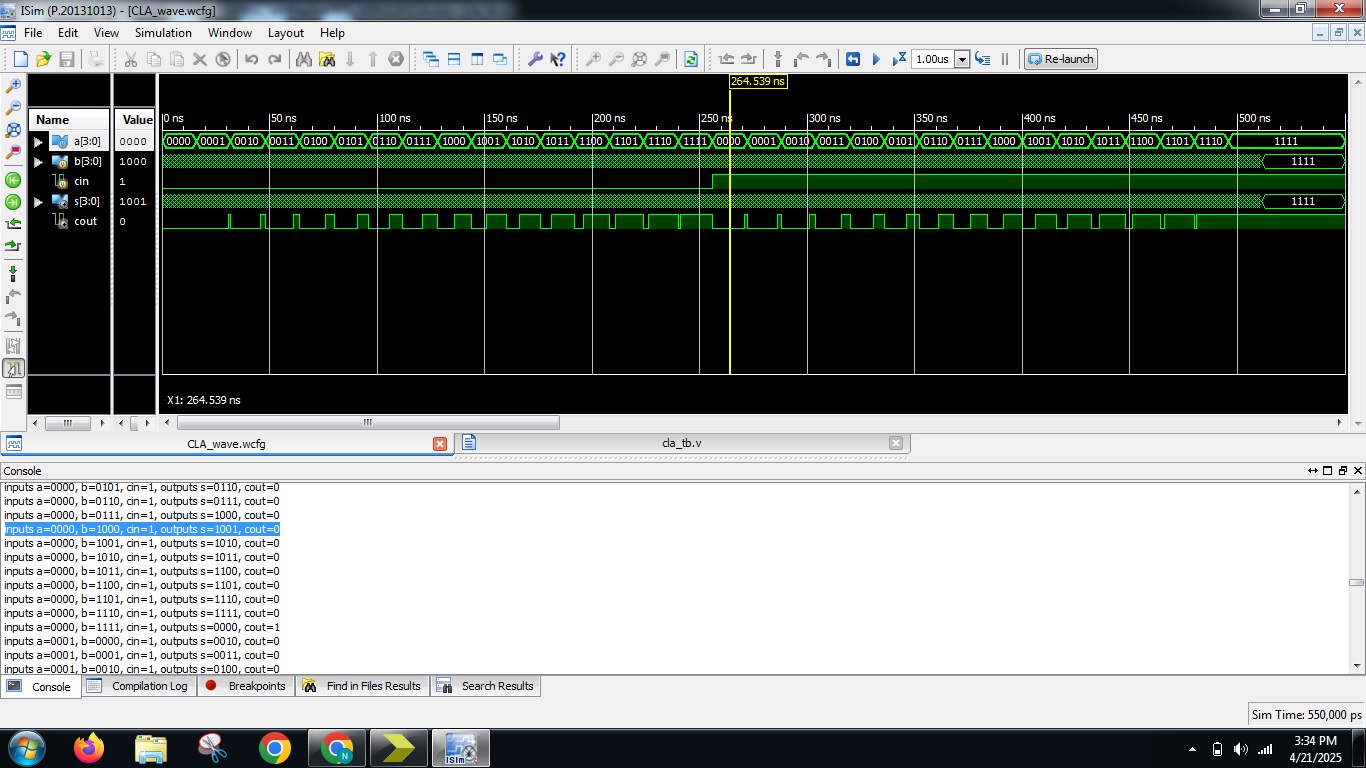 ISim (P.20131013) - [CLA_wave.wcfg]
File Edit View Simulation Window Layout Help
1.00us Re-launch
264.539 ns
Name Value
0 ns 50 ns 100 ns 150 ns 200 ns 250 ns 300 ns 350 ns 400 ns 450 ns 500 ns
a[3:0] 0000 0000 0001 0010 0011 0100 0101 0110 0111 1000 1001 1010 1011 1100 1101 1110 1111 0000 0001 0010 0011 0100 0101 0110 0111 1000 1001 1010 1011 1100 1101 1110 1111
b[3:0] 1000 1111
cin 1
s[3:0] 1001 1111
cout 0
X1: 264.539 ns
CLA_wave.wcfg cla_tb.v
Console
inputs a=0000, b=0101, cin=1, outputs s=0110, cout=0
inputs a=0000, b=0110, cin=1, outputs s=0111, cout=0
inputs a=0000, b=0111, cin=1, outputs s=1000, cout=0
inputs a=0000, b=1000, cin=1, outputs s=1001, cout=0
inputs a=0000, b=1001, cin=1, outputs s=1010, cout=0
inputs a=0000, b=1010, cin=1, outputs s=1011, cout=0
inputs a=0000, b=1011, cin=1, outputs s=1100, cout=0
inputs a=0000, b=1100, cin=1, outputs s=1101, cout=0
inputs a=0000, b=1101, cin=1, outputs s=1110, cout=0
inputs a=0000, b=1110, cin=1, outputs s=1111, cout=0
inputs a=0000, b=1111, cin=1, outputs s=0000, cout=1
inputs a=0001, b=0000, cin=1, outputs s=0010, cout=0
inputs a=0001, b=0001, cin=1, outputs s=0011, cout=0
inputs a=0001, b=0010, cin=1, outputs s=0100, cout=0
Console Compilation Log Breakpoints Find in Files Results Search Results
Sim Time: 550,000 ps
N ISim 3:34 PM
4/21/2025